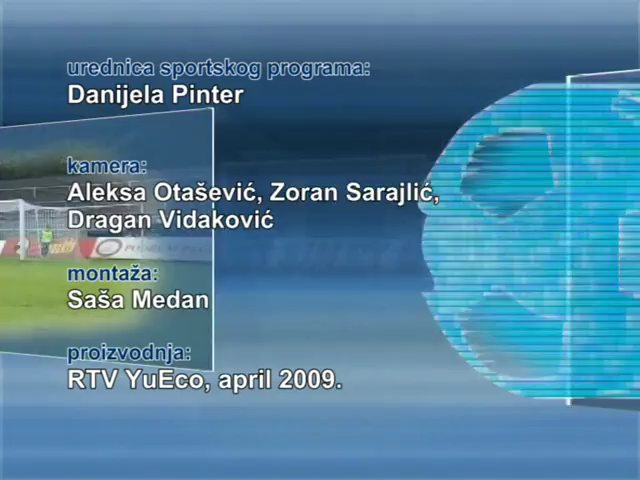 urednica sportskog programa:
Danijela Pinter
kamera:
Aleksa Otašević, Zoran Sarajlić,
Dragan Vidaković
montaža:
Saša Medan
proizvodnja:
RTV YuEco, april 2009.